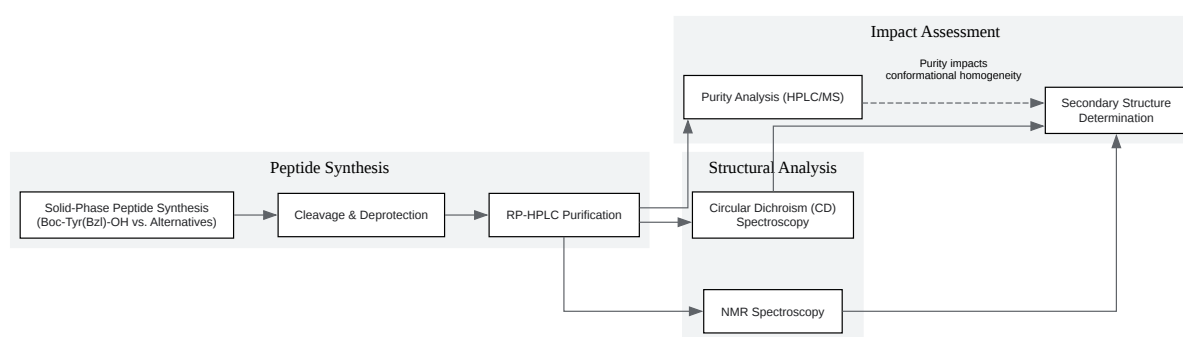 Impact Assessment
Purity impacts
conformational homogeneity
Purity Analysis (HPLC/MS)
Secondary Structure
Determination
Peptide Synthesis
Structural Analysis
Solid-Phase Peptide Synthesis
(Boc-Tyr(Bzl)-OH vs. Alternatives)
Cleavage & Deprotection
RP-HPLC Purification
Circular Dichroism (CD)
Spectroscopy
NMR Spectroscopy